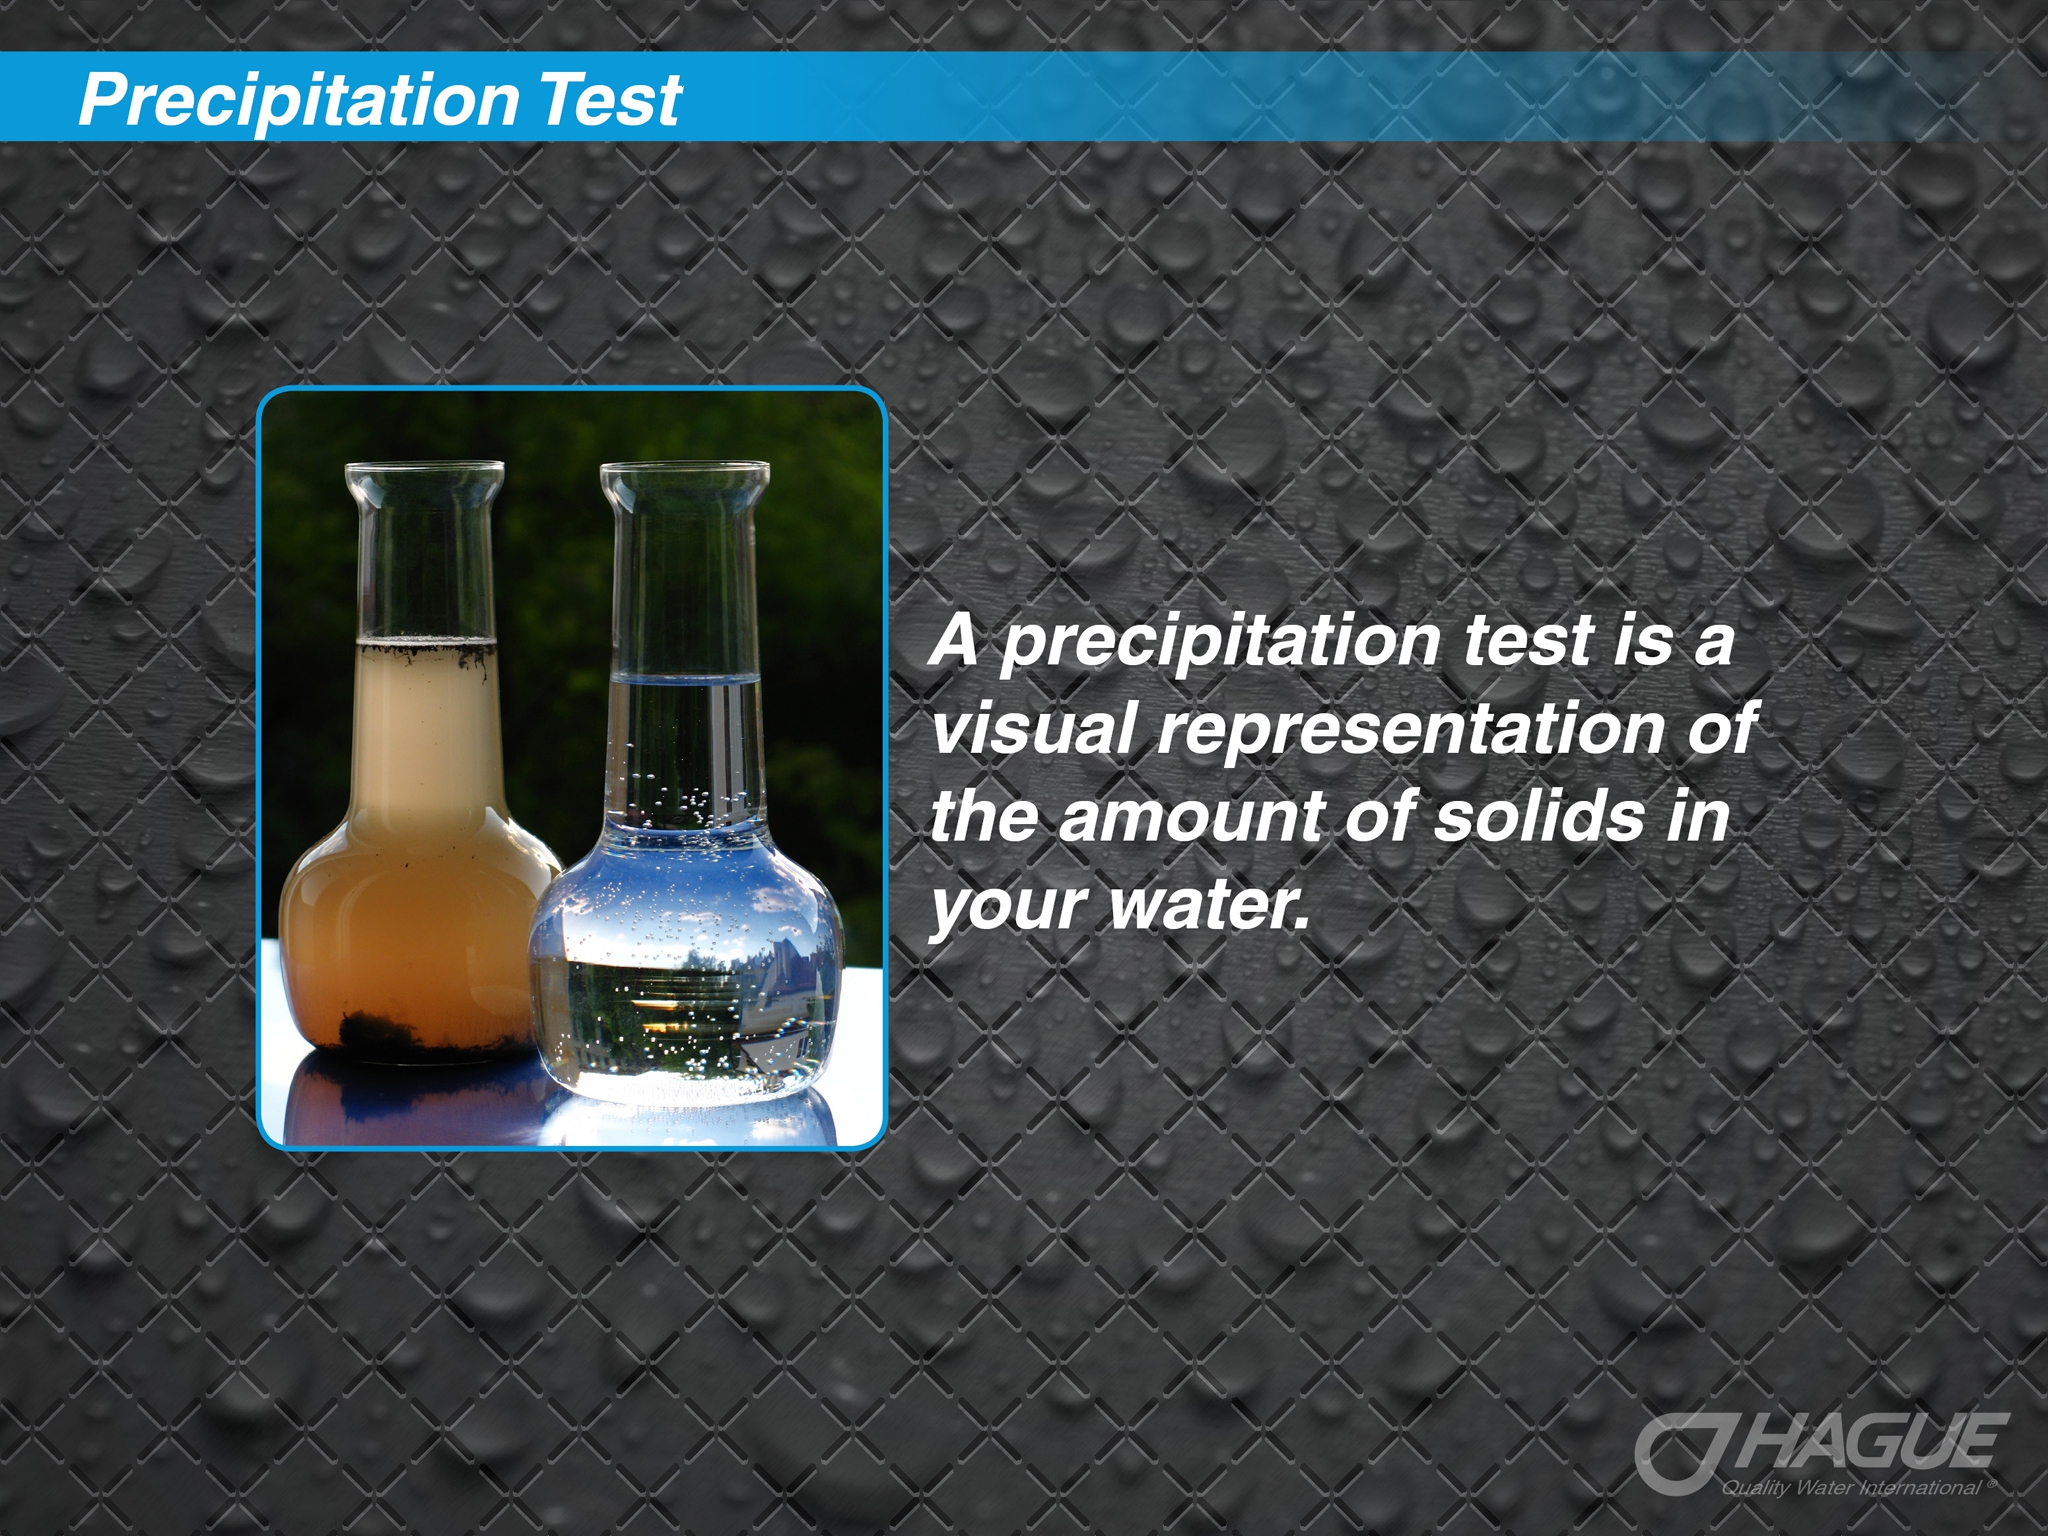 Precipitation Test
A precipitation test is a
visual representation of
the amount of solids in
your water.
HAGUE
Quality Water International®